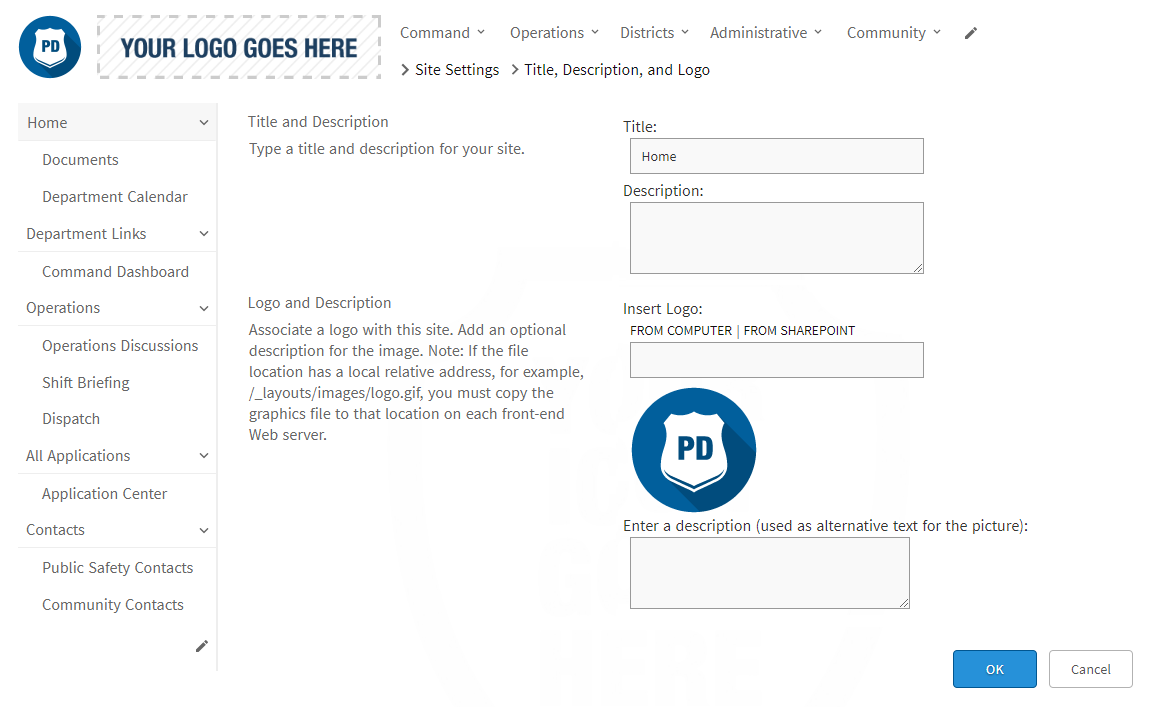 PD
YOUR LOGO GOES HERE
Command
Operations
Districts
Administrative
Community
Site Settings
Title, Description, and Logo
Home
Documents
Department Calendar
Department Links
Command Dashboard
Operations
Operations Discussions
Shift Briefing
Dispatch
All Applications
Application Center
Contacts
Public Safety Contacts
Community Contacts
Title and Description
Type a title and description for your site.
Title:
Home
Description:
Logo and Description
Associate a logo with this site. Add an optional
description for the image. Note: If the file
location has a local relative address, for example,
/_layouts/images/logo.gif, you must copy the
graphics file to that location on each front-end
Web server.
Insert Logo:
FROM COMPUTER | FROM SHAREPOINT
PD
Enter a description (used as alternative text for the picture):
OK
Cancel